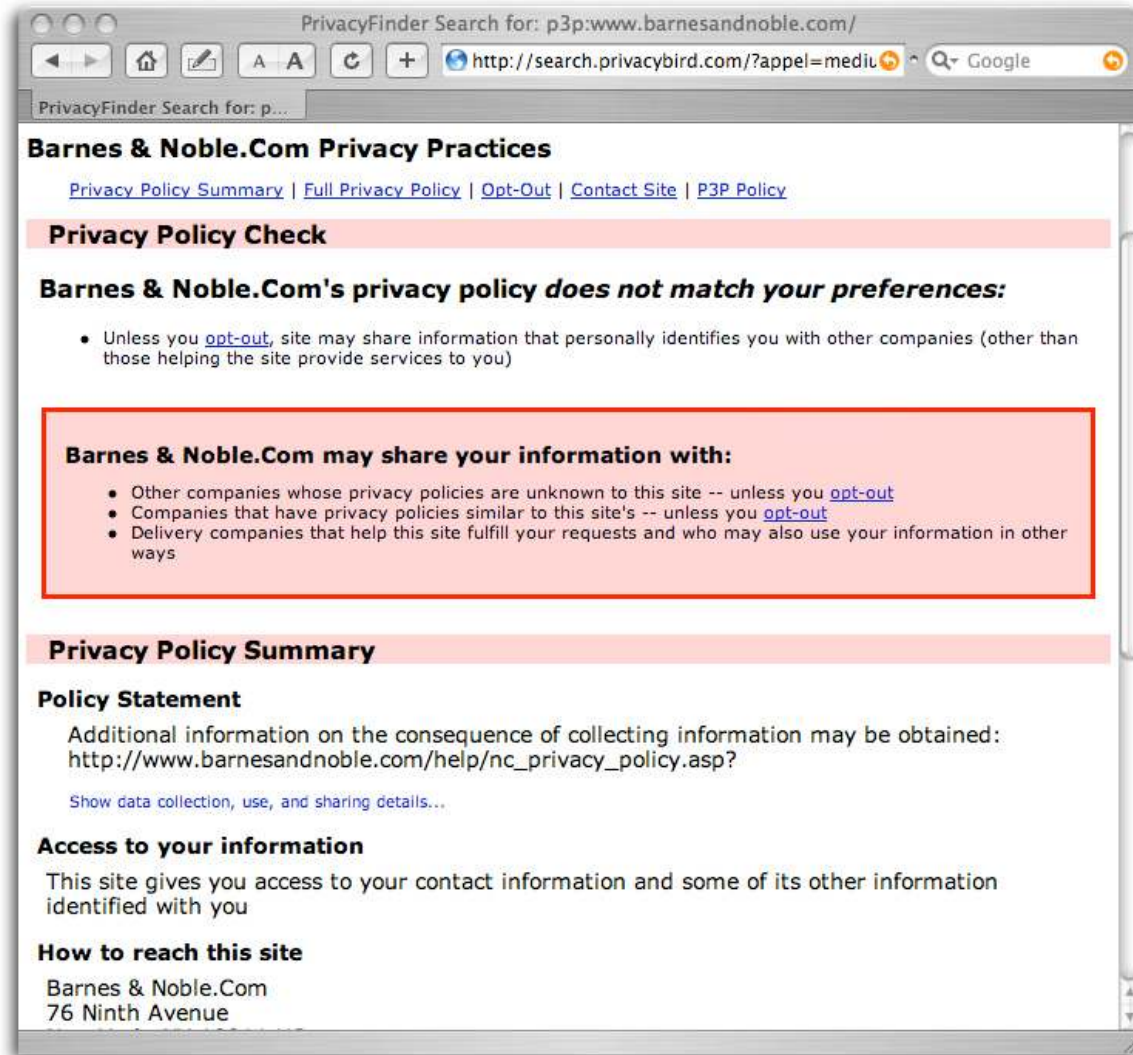 PrivacyFinder Search for: p3p:www.barnesandnoble.com/
A A + http://search.privacybird.com/?appel=mediu Google
PrivacyFinder Search for: p...
Barnes & Noble.Com Privacy Practices
Privacy Policy Summary | Full Privacy Policy | Opt-Out | Contact Site | P3P Policy
Privacy Policy Check
Barnes & Noble.Com's privacy policy does not match your preferences:
• Unless you opt-out, site may share information that personally identifies you with other companies (other than
those helping the site provide services to you)
Barnes & Noble.Com may share your information with:
• Other companies whose privacy policies are unknown to this site -- unless you opt-out
• Companies that have privacy policies similar to this site's -- unless you opt-out
• Delivery companies that help this site fulfill your requests and who may also use your information in other
ways
Privacy Policy Summary
Policy Statement
Additional information on the consequence of collecting information may be obtained:
http://www.barnesandnoble.com/help/nc_privacy_policy.asp?
Show data collection, use, and sharing details...
Access to your information
This site gives you access to your contact information and some of its other information
identified with you
How to reach this site
Barnes & Noble.Com
76 Ninth Avenue